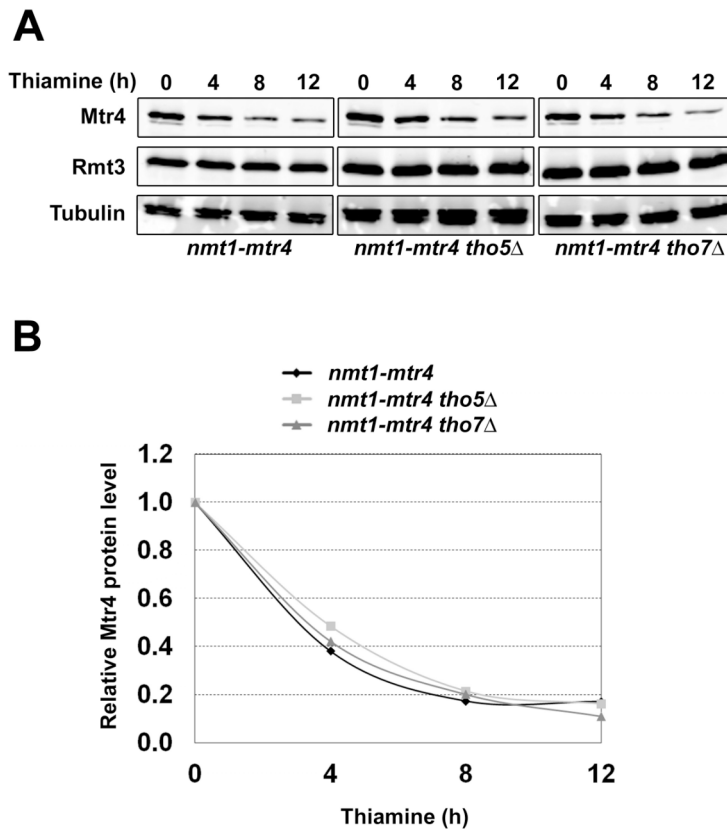 A
Thiamine (h) 0 4 8 12 0 4 8 12 0 4 8 12
Mtr4
Rmt3
Tubulin
nmt1-mtr4 nmt1-mtr4 tho5Δ nmt1-mtr4 tho7Δ
B
nmt1-mtr4
nmt1-mtr4 tho5Δ
nmt1-mtr4 tho7Δ
Relative Mtr4 protein level
1.2
1.0
0.8
0.6
0.4
0.2
0.0
0 4 8 12
Thiamine (h)